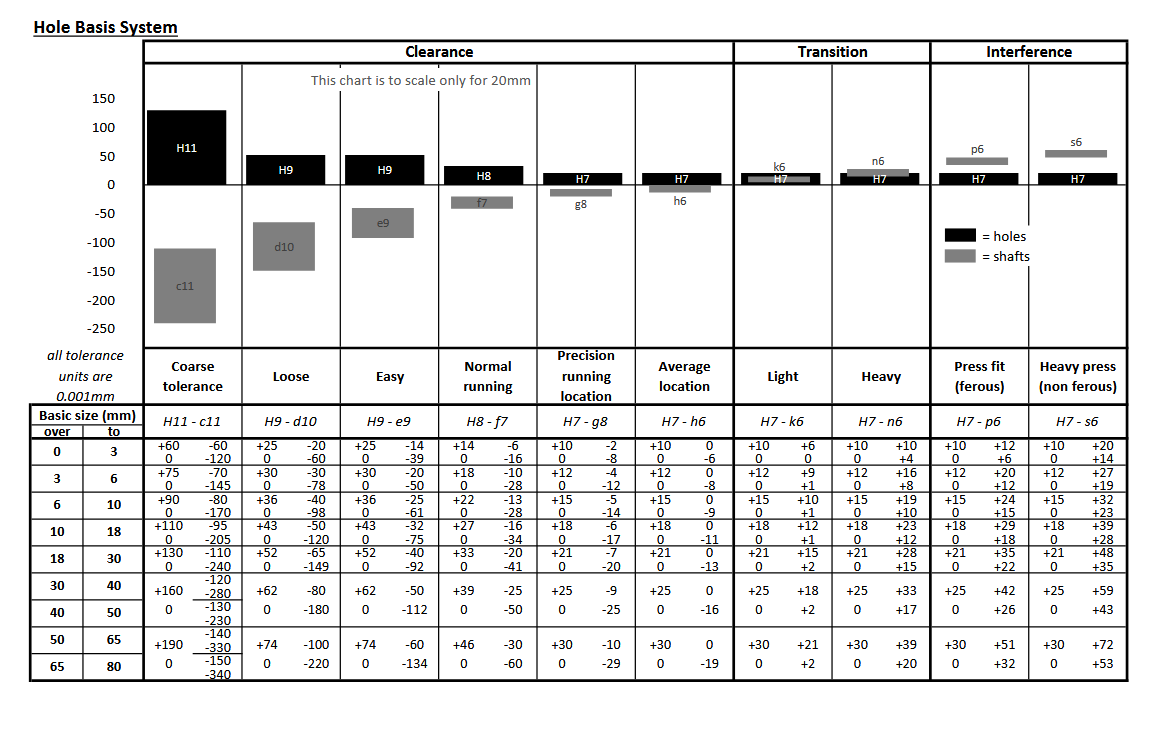 Hole Basis System
Clearance Transition Interference
This chart is to scale only for 20mm
150
100
50
0
-50
-100
-150
-200
-250
H11 H9 H9 H8 H7 H7 H7 H7 H7 H7
c11 d10 e9 f7 g8 h6 k6 n6 p6 s6
= holes
= shafts
all tolerance
units are
0.001mm
Coarse
tolerance
Loose
Easy
Normal
running
Precision
running
location
Average
location
Light
Heavy
Press fit
(ferous)
Heavy press
(non ferous)
Basic size (mm)
over to
H11 - c11 H9 - d10 H9 - e9 H8 - f7 H7 - g8 H7 - h6 H7 - k6 H7 - n6 H7 - p6 H7 - s6
0 3
+60 -60 +25 -20 +25 -14 +14 -6 +10 -2 +10 0 +10 +6 +10 +10 +10 +12 +10 +20
0 -120 0 -60 0 -39 0 -16 0 -8 0 -6 0 0 0 +4 0 +6 0 +14
3 6
+75 -70 +30 -30 +30 -20 +18 -10 +12 -4 +12 0 +12 +9 +12 +16 +12 +20 +12 +27
0 -145 0 -78 0 -50 0 -28 0 -12 0 -8 0 +1 0 +8 0 +12 0 +19
6 10
+90 -80 +36 -40 +36 -25 +22 -13 +15 -5 +15 0 +15 +10 +15 +19 +15 +24 +15 +32
0 -170 0 -98 0 -61 0 -28 0 -14 0 -9 0 +1 0 +10 0 +15 0 +23
10 18
+110 -95 +43 -50 +43 -32 +27 -16 +18 -6 +18 0 +18 +12 +18 +23 +18 +29 +18 +39
0 -205 0 -120 0 -75 0 -34 0 -17 0 -11 0 +1 0 +12 0 +18 0 +28
18 30
+130 -110 +52 -65 +52 -40 +33 -20 +21 -7 +21 0 +21 +15 +21 +28 +21 +35 +21 +48
0 -240 0 -149 0 -92 0 -41 0 -20 0 -13 0 +2 0 +15 0 +22 0 +35
30 40
-120
+160 -280 +62 -80 +62 -50 +39 -25 +25 -9 +25 0 +25 +18 +25 +33 +25 +42 +25 +59
40 50
0 -130 0 -180 0 -112 0 -50 0 -25 0 -16 0 +2 0 +17 0 +26 0 +43
-230
50 65
-140
+190 -330 +74 -100 +74 -60 +46 -30 +30 -10 +30 0 +30 +21 +30 +39 +30 +51 +30 +72
65 80
0 -150 0 -220 0 -134 0 -60 0 -29 0 -19 0 +2 0 +20 0 +32 0 +53
-340